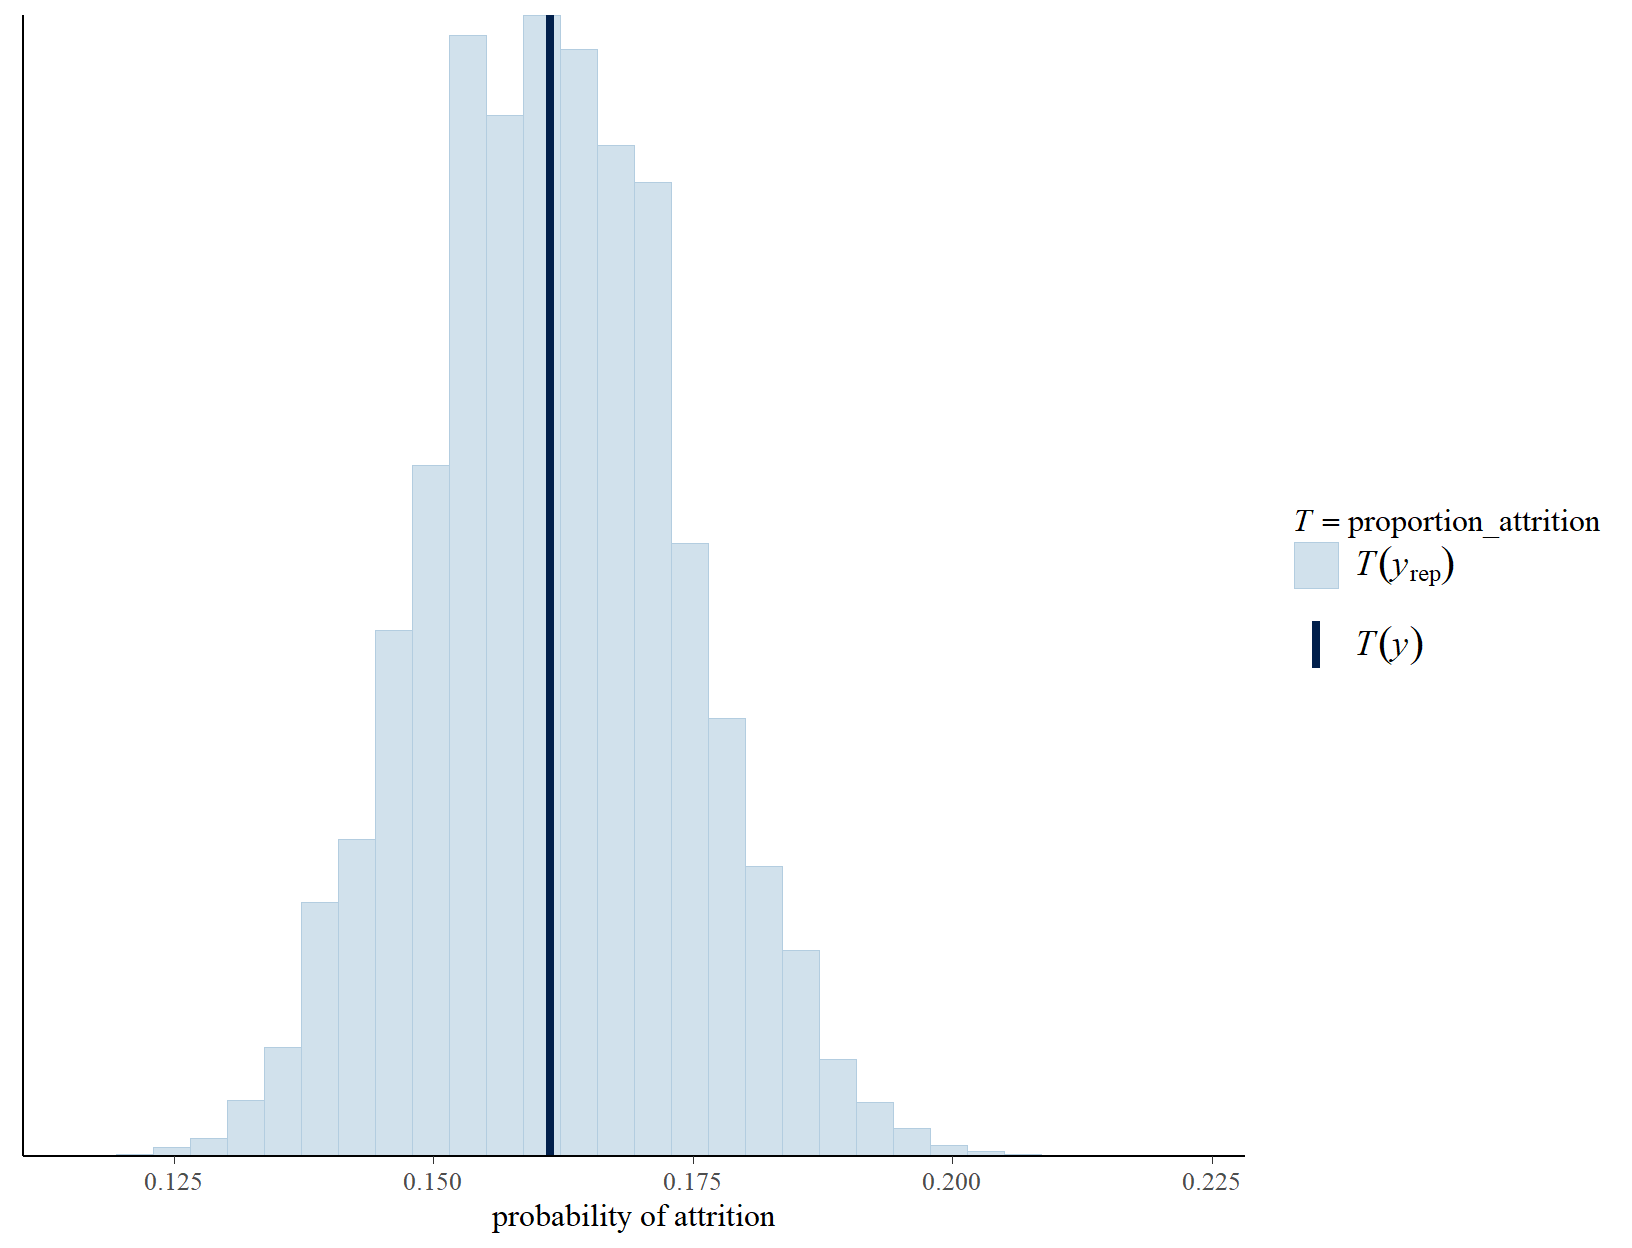 T = proportion_attrition
T(yrep)
T(y)
0.125 0.150 0.175 0.200 0.225
probability of attrition